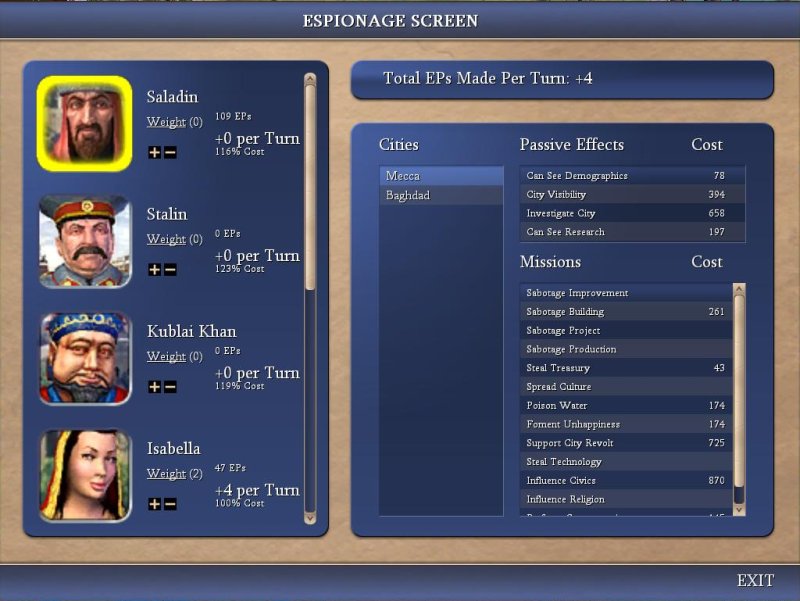 ESPIONAGE SCREEN
Saladin
Weight (0)
109 EPs
+0 per Turn
116% Cost
Stalin
Weight (0)
0 EPs
+0 per Turn
123% Cost
Kublai Khan
Weight (0)
0 EPs
+0 per Turn
119% Cost
Isabella
Weight (2)
47 EPs
+4 per Turn
100% Cost
Total EPs Made Per Turn: +4
Cities
Mecca
Baghdad
Passive Effects Cost
Can See Demographics 78
City Visibility 394
Investigate City 658
Can See Research 197
Missions Cost
Sabotage Improvement
Sabotage Building 261
Sabotage Project
Sabotage Production
Steal Treasury 43
Spread Culture
Poison Water 174
Foment Unhappiness 174
Support City Revolt 725
Steal Technology
Influence Civics 870
Influence Religion
EXIT